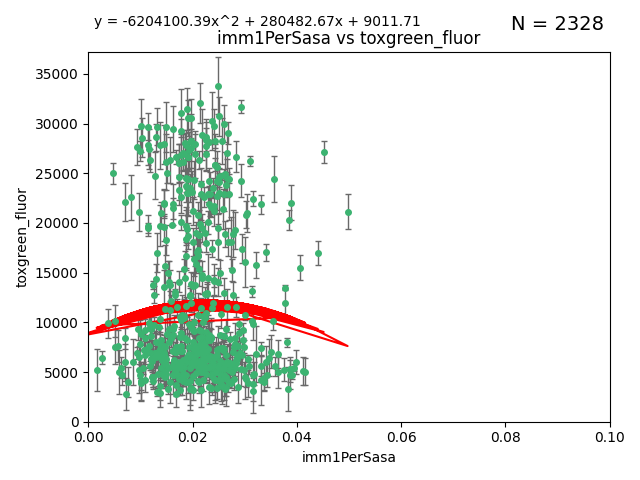 y = -6204100.39x^2 + 280482.67x + 9011.71
N = 2328
imm1PerSasa vs toxgreen_fluor
toxgreen_fluor
35000
30000
25000
20000
15000
10000
5000
0
0.00 0.02 0.04 0.06 0.08 0.10
imm1PerSasa